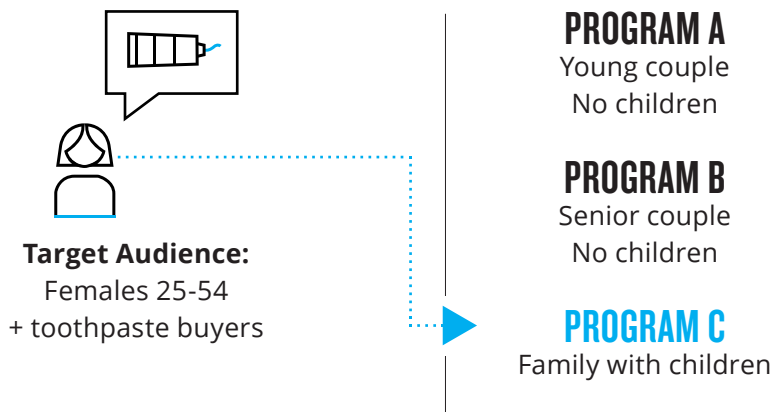 Target Audience:
Females 25-54
+ toothpaste buyers
PROGRAM A
Young couple
No children
PROGRAM B
Senior couple
No children
PROGRAM C
Family with children